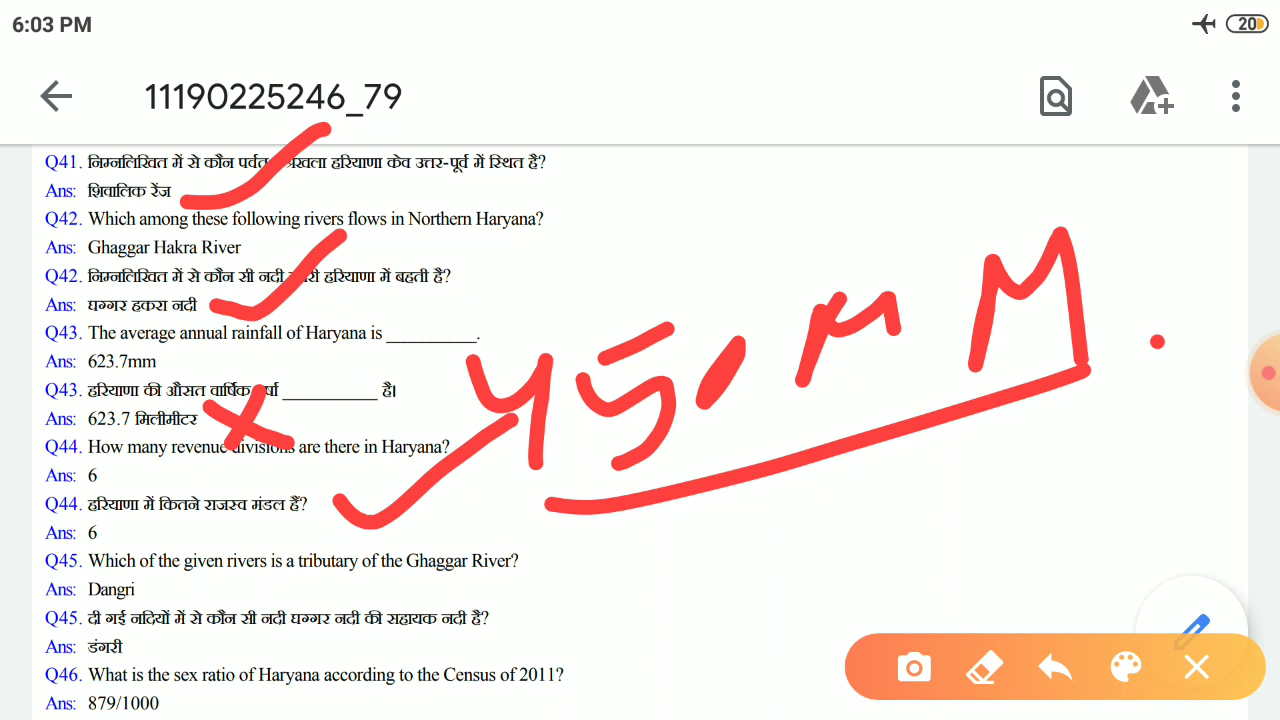 6:03 PM
20
11190225246_79
Q41. निम्नलिखित में से कौन पर्वत हरियाणा केव उत्तर-पूर्व में स्थित है?
Ans: शिवालिक रेंज
Q42. Which among these following rivers flows in Northern Haryana?
Ans: Ghaggar Hakra River
Q42. निम्नलिखित में से कौन सी नदी हरियाणा में बहती है?
Ans: घग्गर हकरा नदी
Q43. The average annual rainfall of Haryana is __________.
Ans: 623.7mm
Q43. हरियाणा की औसत वार्षिक __________ है।
Ans: 623.7 मिलीमीटर
450 M M.
Q44. How many revenue divisions are there in Haryana?
Ans: 6
Q44. हरियाणा में कितने राजस्व मंडल हैं?
Ans: 6
Q45. Which of the given rivers is a tributary of the Ghaggar River?
Ans: Dangri
Q45. दी गई नदियों में से कौन सी नदी घग्गर नदी की सहायक नदी है?
Ans: डंगरी
Q46. What is the sex ratio of Haryana according to the Census of 2011?
Ans: 879/1000